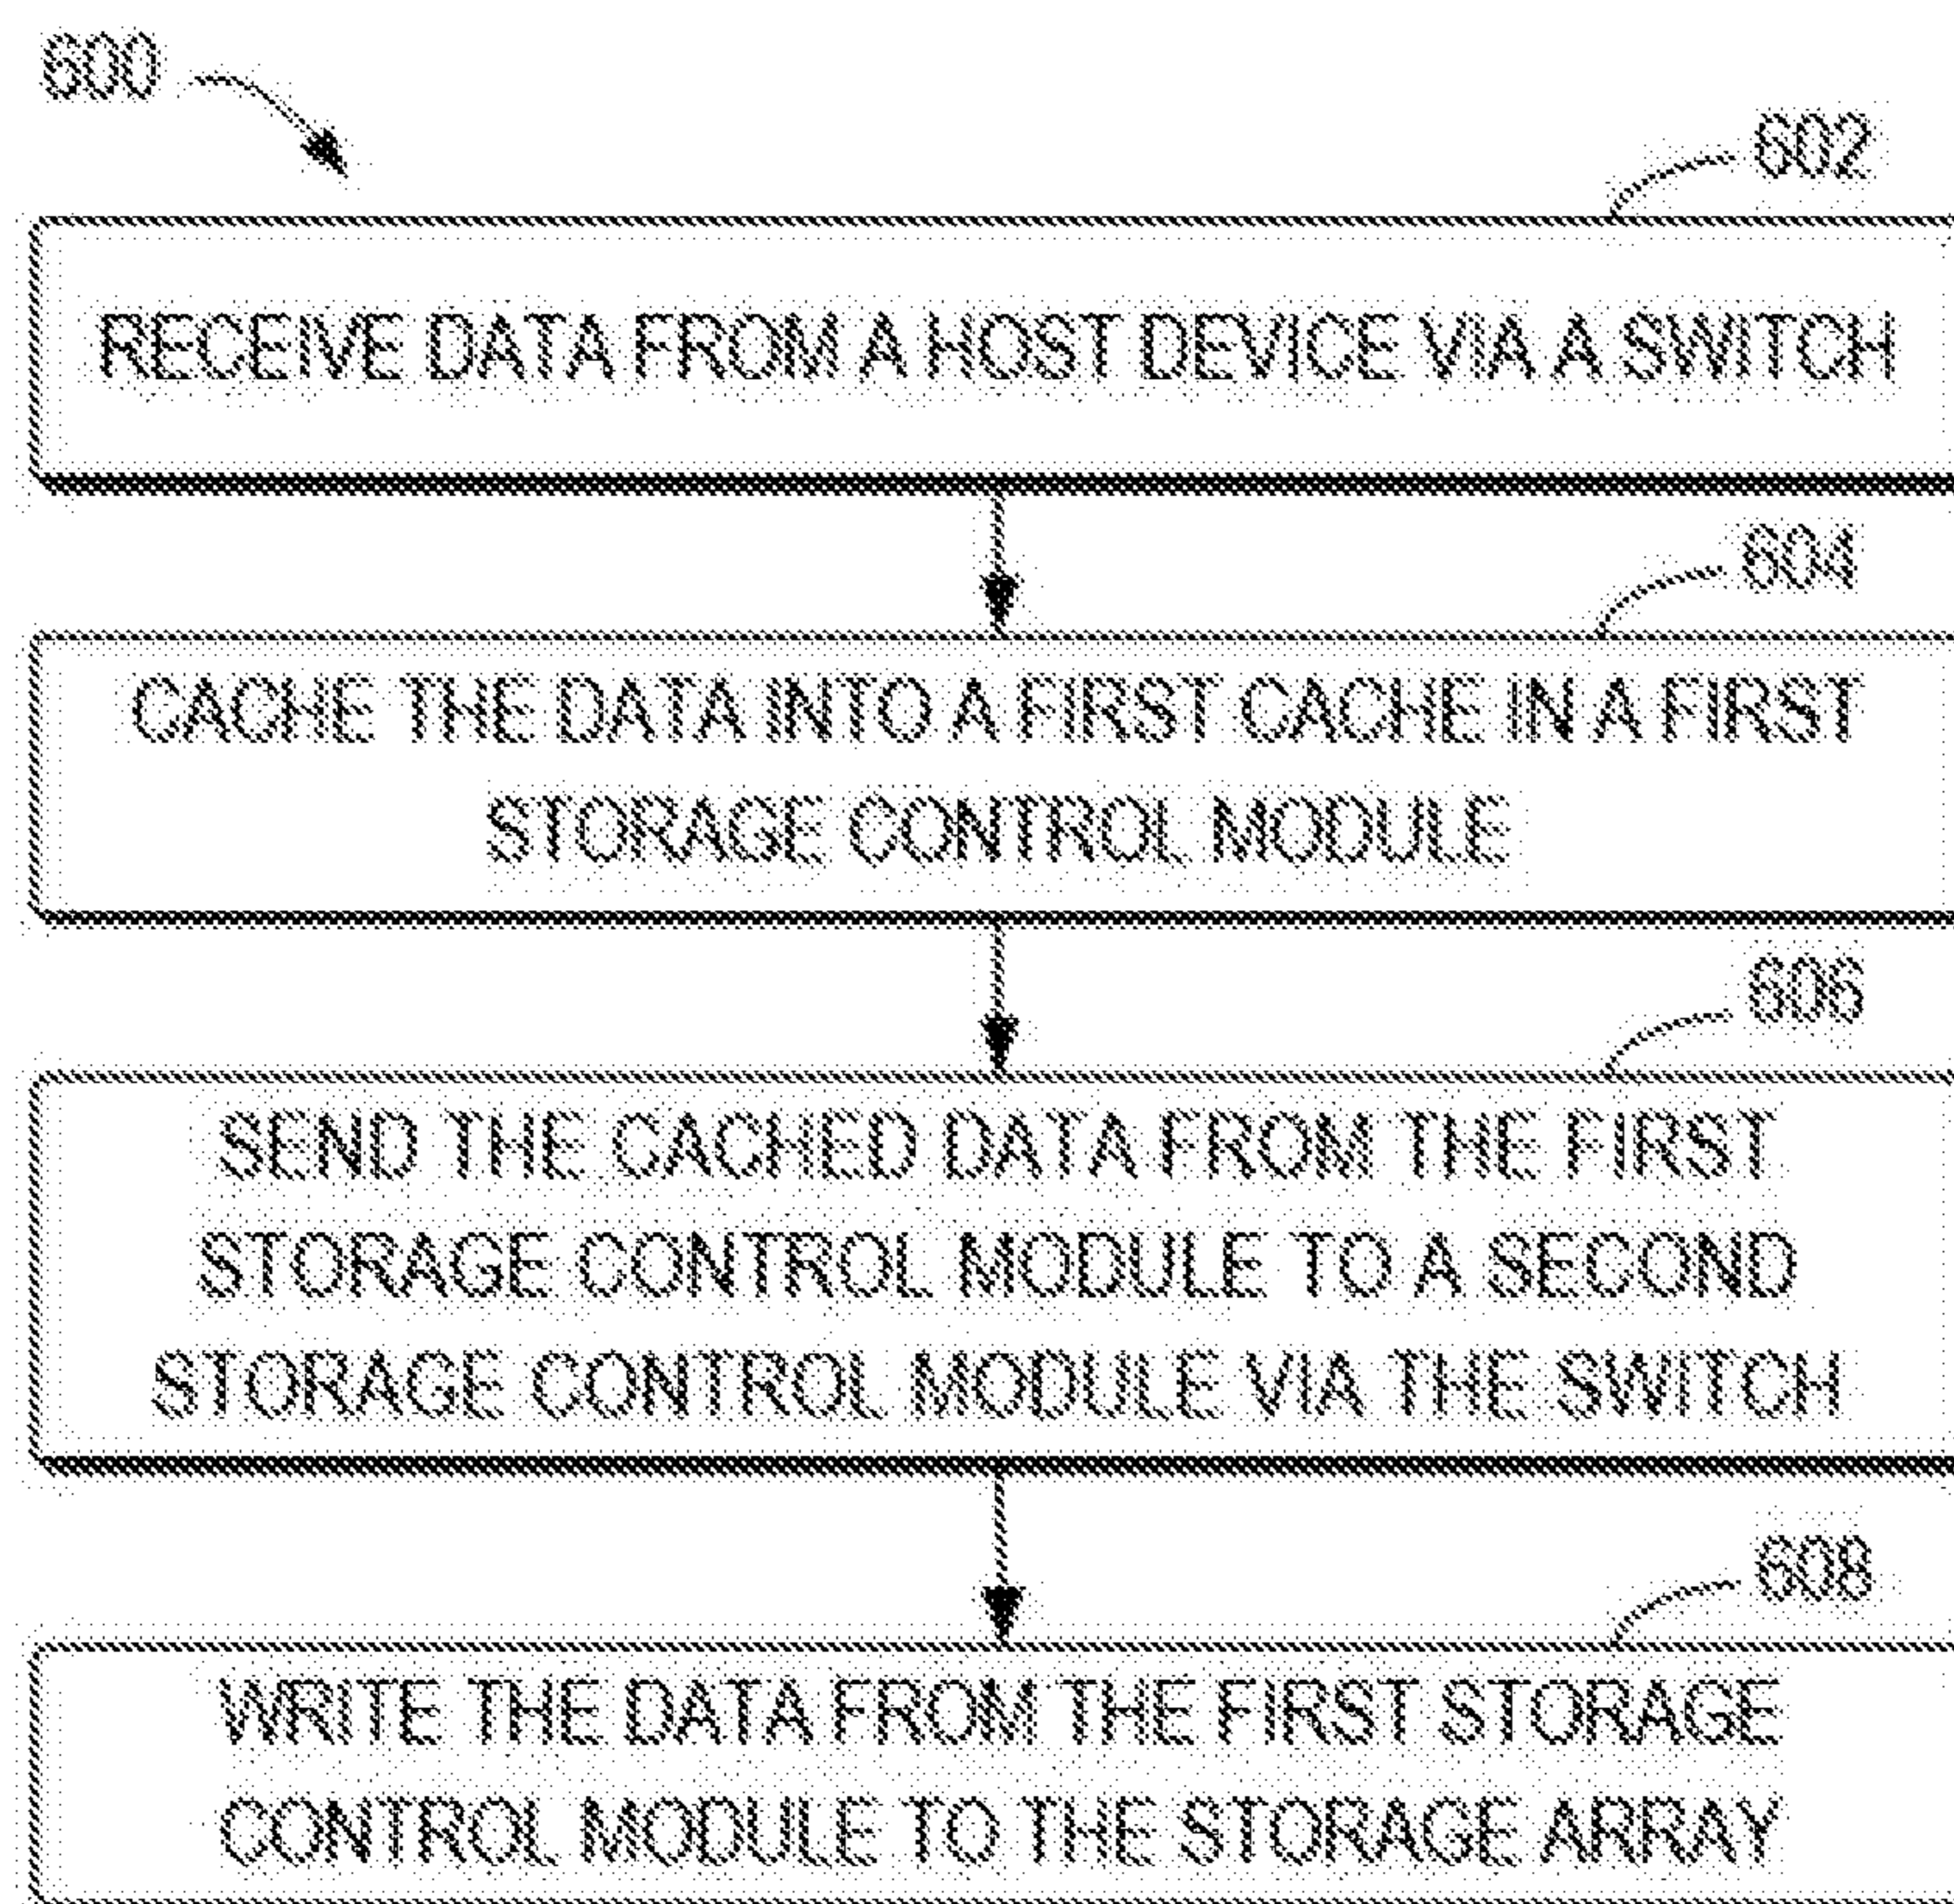 600
602
RECEIVE DATA FROM A HOST DEVICE VIA A SWITCH
604
CACHE THE DATA INTO A FIRST CACHE IN A FIRST
STORAGE CONTROL MODULE
606
SEND THE CACHED DATA FROM THE FIRST
STORAGE CONTROL MODULE TO A SECOND
STORAGE CONTROL MODULE VIA THE SWITCH
608
WRITE THE DATA FROM THE FIRST STORAGE
CONTROL MODULE TO THE STORAGE ARRAY